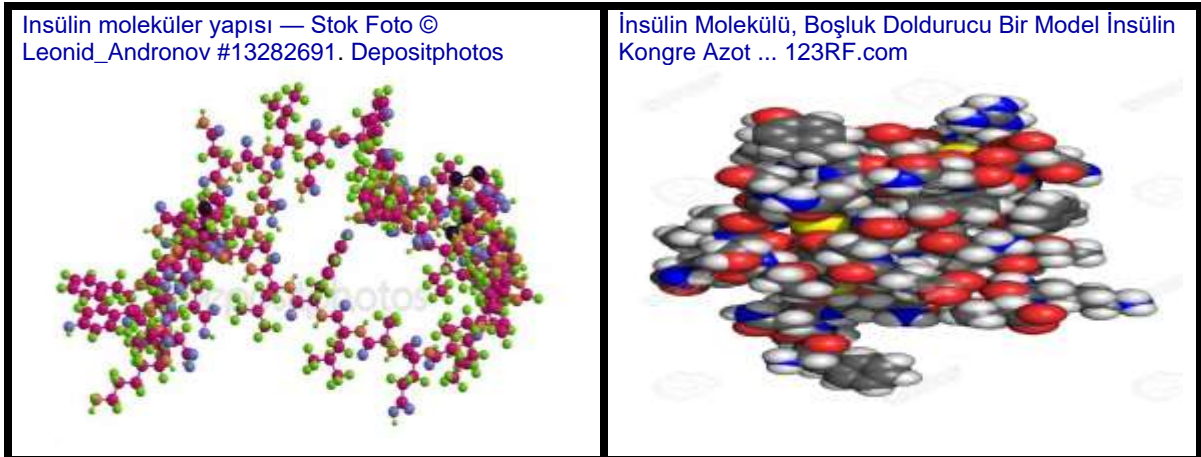 Insülin moleküler yapısı — Stok Foto ©
Leonid_Andronov #13282691. Depositphotos
İnsülin Molekülü, Boşluk Doldurucu Bir Model İnsülin
Kongre Azot ... 123RF.com